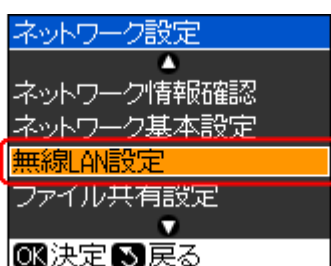 ネットワーク設定
ネットワーク情報確認
ネットワーク基本設定
無線LAN設定
ファイル共有設定
OK決定 戻る